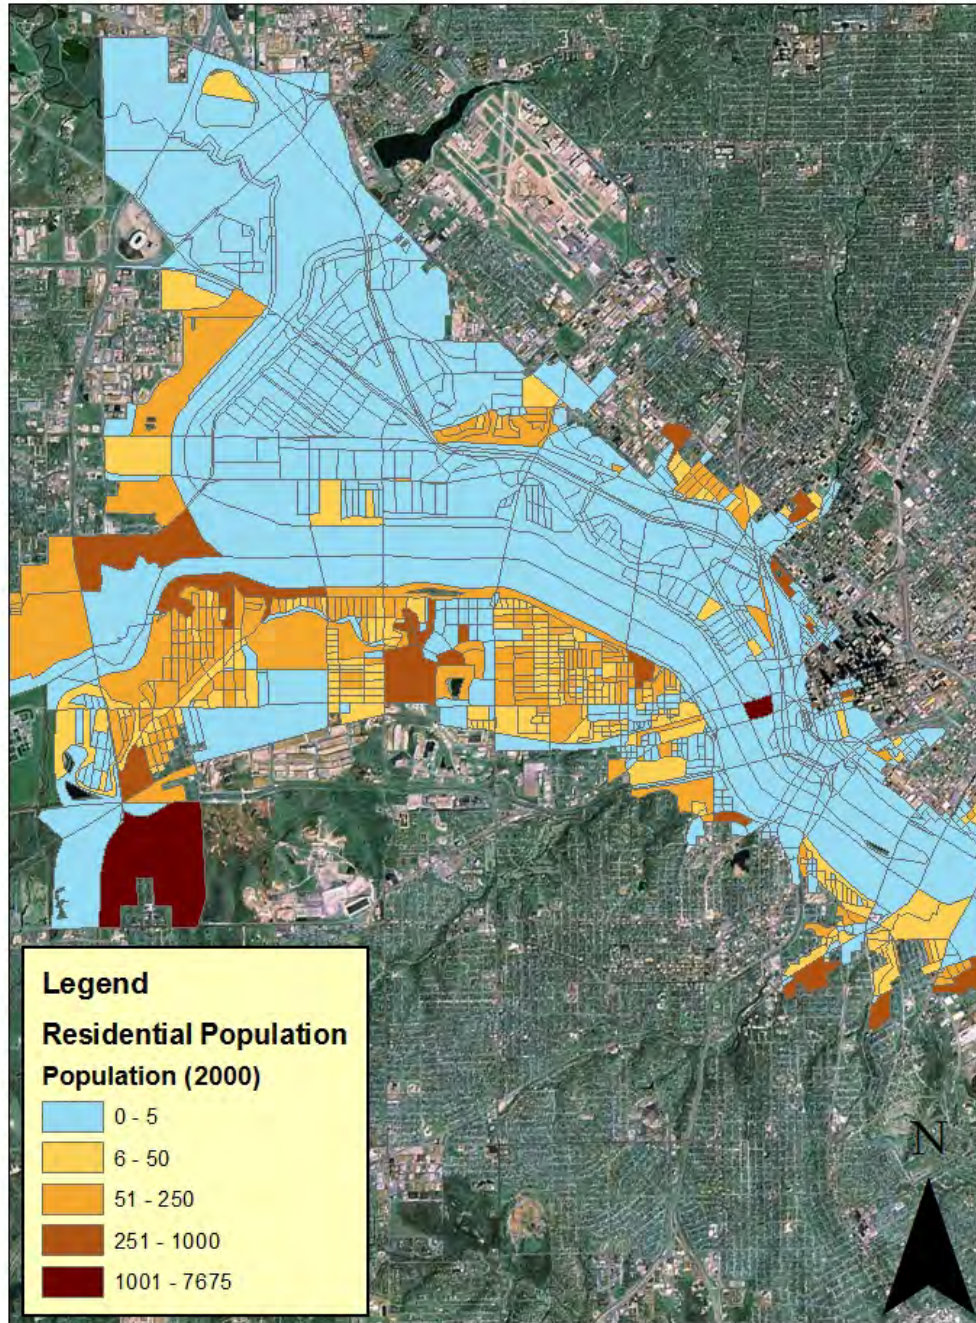 Legend
Residential Population
Population (2000)
0 - 5
6 - 50
51 - 250
251 - 1000
1001 - 7675
N